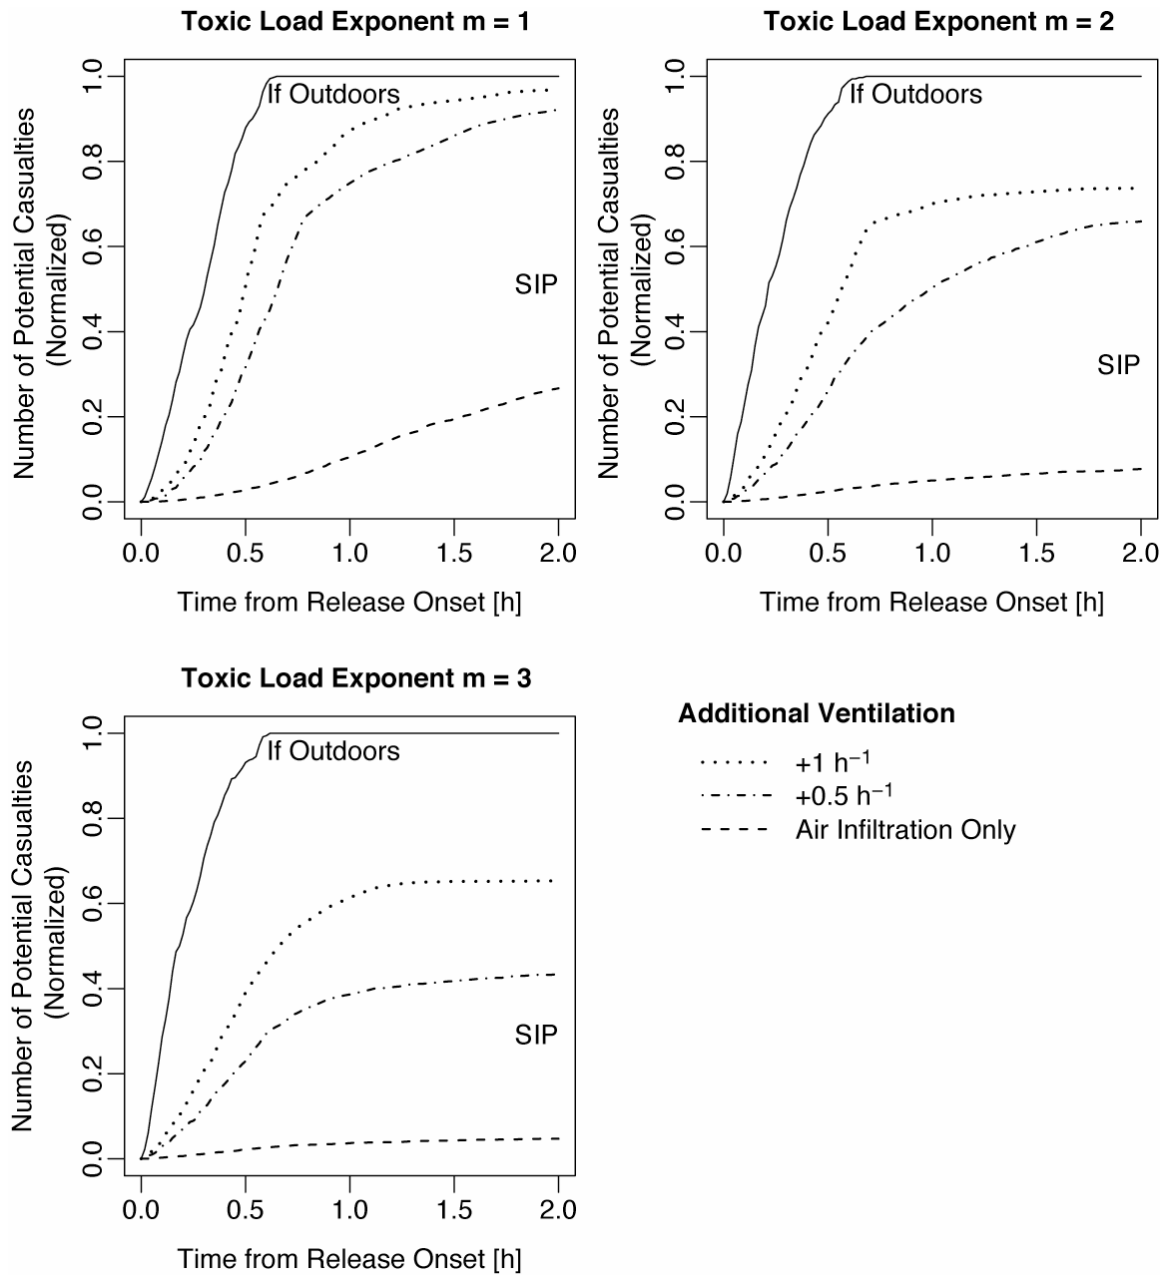 Toxic Load Exponent m = 1
Number of Potential Casualties
(Normalized)
1.0
0.8
0.6
0.4
0.2
0.0
If Outdoors
SIP
0.0 0.5 1.0 1.5 2.0
Time from Release Onset [h]
Toxic Load Exponent m = 2
Number of Potential Casualties
(Normalized)
1.0
0.8
0.6
0.4
0.2
0.0
If Outdoors
SIP
0.0 0.5 1.0 1.5 2.0
Time from Release Onset [h]
Toxic Load Exponent m = 3
Number of Potential Casualties
(Normalized)
1.0
0.8
0.6
0.4
0.2
0.0
If Outdoors
SIP
0.0 0.5 1.0 1.5 2.0
Time from Release Onset [h]
Additional Ventilation
+1 h⁻¹
+0.5 h⁻¹
Air Infiltration Only